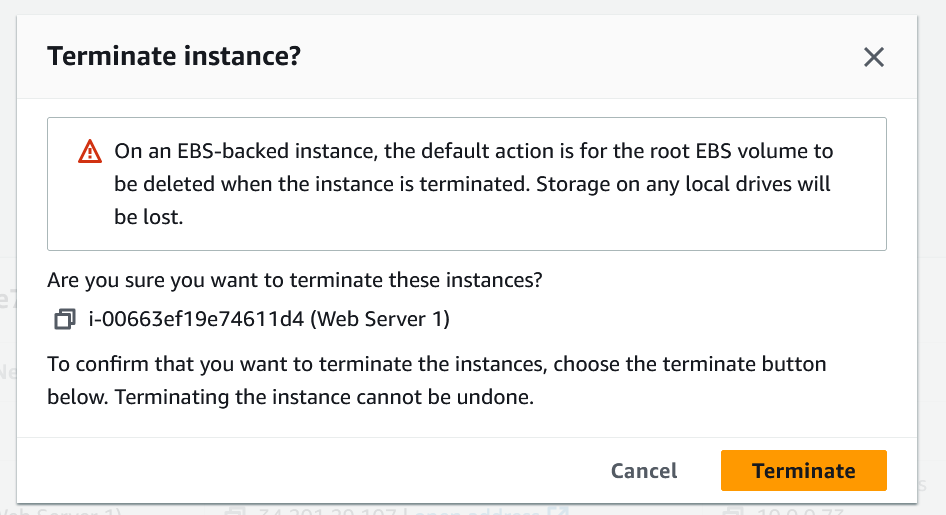 Terminate instance?
On an EBS-backed instance, the default action is for the root EBS volume to
be deleted when the instance is terminated. Storage on any local drives will
be lost.
Are you sure you want to terminate these instances?
i-00663ef19e74611d4 (Web Server 1)
To confirm that you want to terminate the instances, choose the terminate button
below. Terminating the instance cannot be undone.
Cancel Terminate